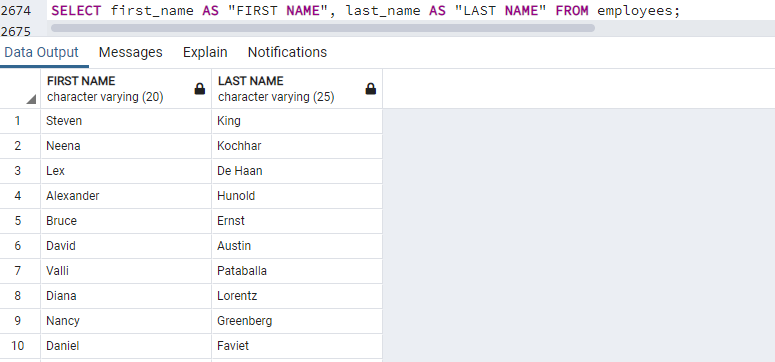 2674 SELECT first_name AS "FIRST NAME", last_name AS "LAST NAME" FROM employees;
2675
Data Output Messages Explain Notifications
FIRST NAME LAST NAME
character varying (20) character varying (25)
1 Steven King
2 Neena Kochhar
3 Lex De Haan
4 Alexander Hunold
5 Bruce Ernst
6 David Austin
7 Valli Pataballa
8 Diana Lorentz
9 Nancy Greenberg
10 Daniel Faviet